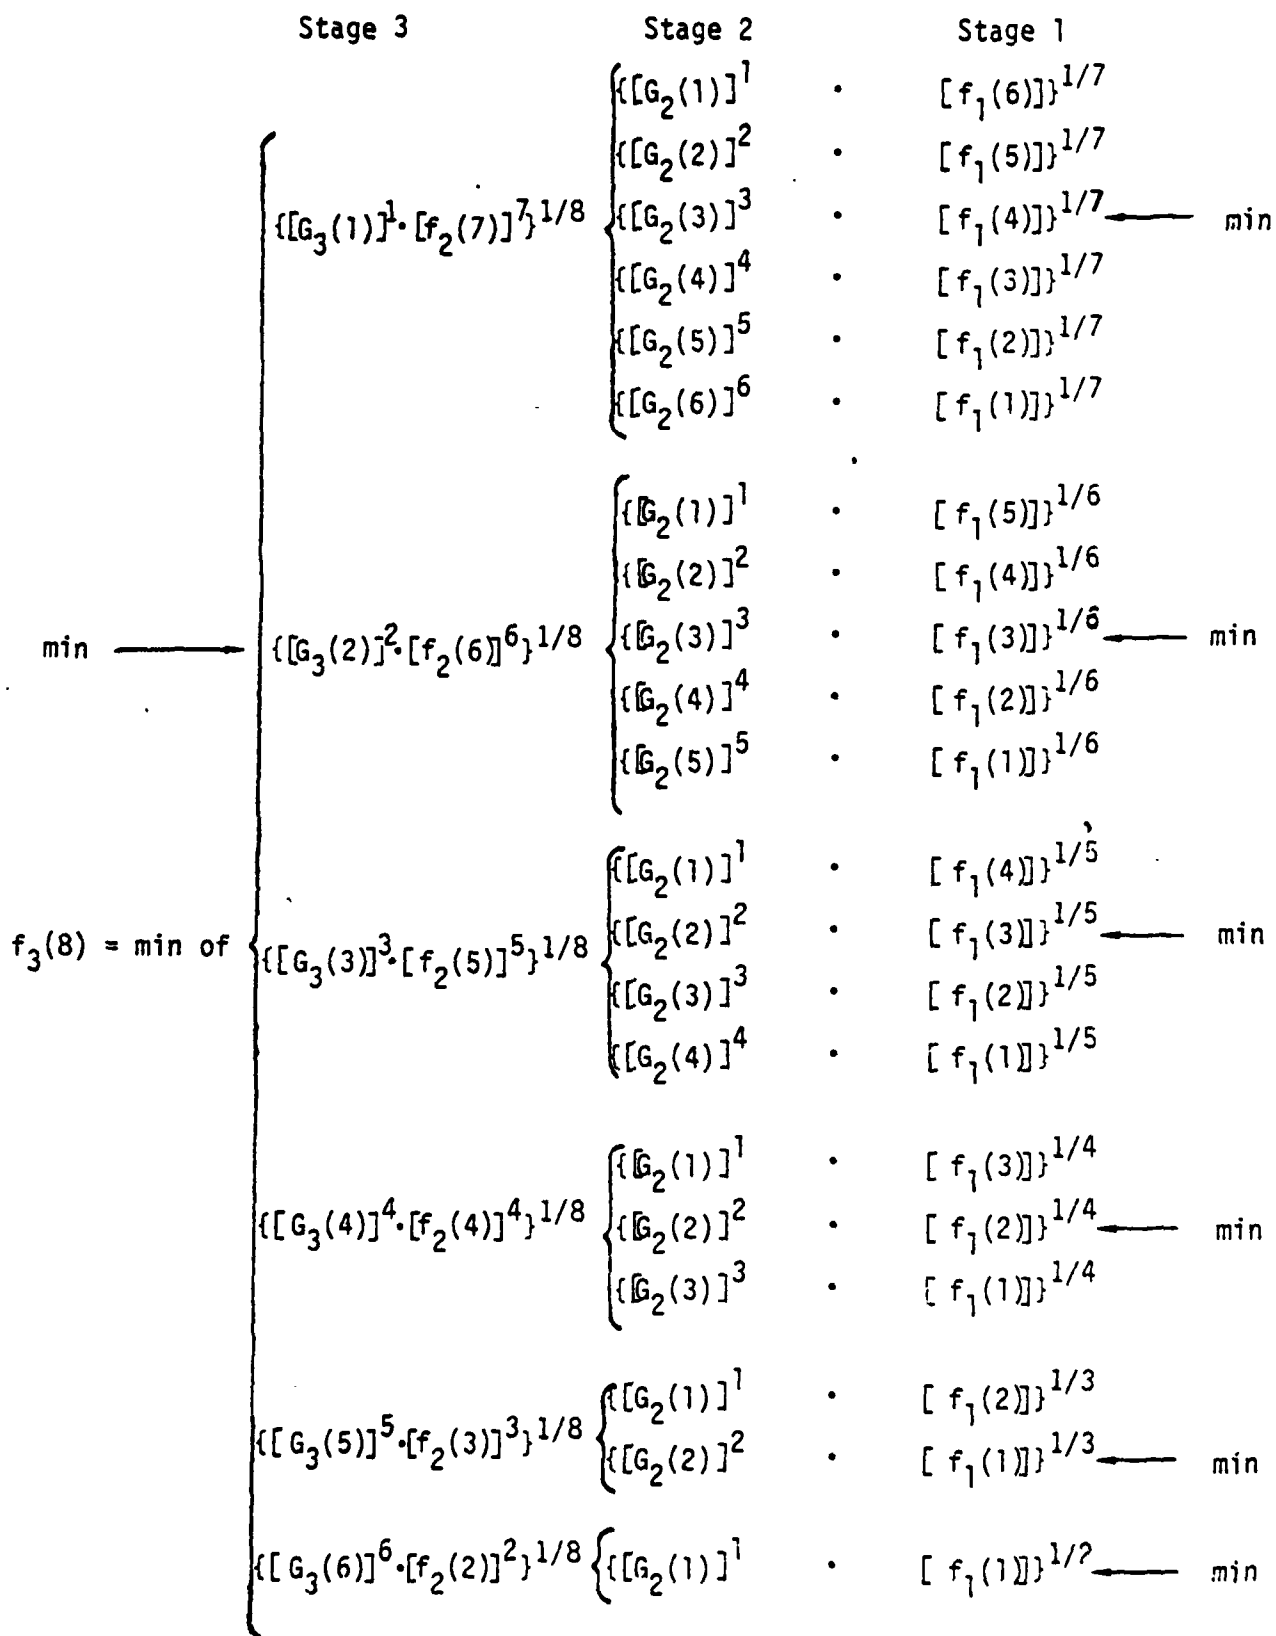 Stage 3 Stage 2 Stage 1
{[G₂(1)]¹ · [f₁(6)]}^1/7
{[G₂(2)]² · [f₁(5)]}^1/7
{[G₃(1)]¹·[f₂(7)]⁷}^1/8 {[G₂(3)]³ · [f₁(4)]}^1/7 ← min
{[G₂(4)]⁴ · [f₁(3)]}^1/7
{[G₂(5)]⁵ · [f₁(2)]}^1/7
{[G₂(6)]⁶ · [f₁(1)]}^1/7
{[G₂(1)]¹ · [f₁(5)]}^1/6
{[G₂(2)]² · [f₁(4)]}^1/6
min → {[G₃(2)]²·[f₂(6)]⁶}^1/8 {[G₂(3)]³ · [f₁(3)]}^1/6 ← min
{[G₂(4)]⁴ · [f₁(2)]}^1/6
{[G₂(5)]⁵ · [f₁(1)]}^1/6
{[G₂(1)]¹ · [f₁(4)]}^1/5
f₃(8) = min of {[G₃(3)]³·[f₂(5)]⁵}^1/8 {[G₂(2)]² · [f₁(3)]}^1/5 ← min
{[G₂(3)]³ · [f₁(2)]}^1/5
{[G₂(4)]⁴ · [f₁(1)]}^1/5
{[G₂(1)]¹ · [f₁(3)]}^1/4
{[G₃(4)]⁴·[f₂(4)]⁴}^1/8 {[G₂(2)]² · [f₁(2)]}^1/4 ← min
{[G₂(3)]³ · [f₁(1)]}^1/4
{[G₂(1)]¹ · [f₁(2)]}^1/3
{[G₃(5)]⁵·[f₂(3)]³}^1/8 {[G₂(2)]² · [f₁(1)]}^1/3 ← min
{[G₃(6)]⁶·[f₂(2)]²}^1/8 {[G₂(1)]¹ · [f₁(1)]}^1/2 ← min